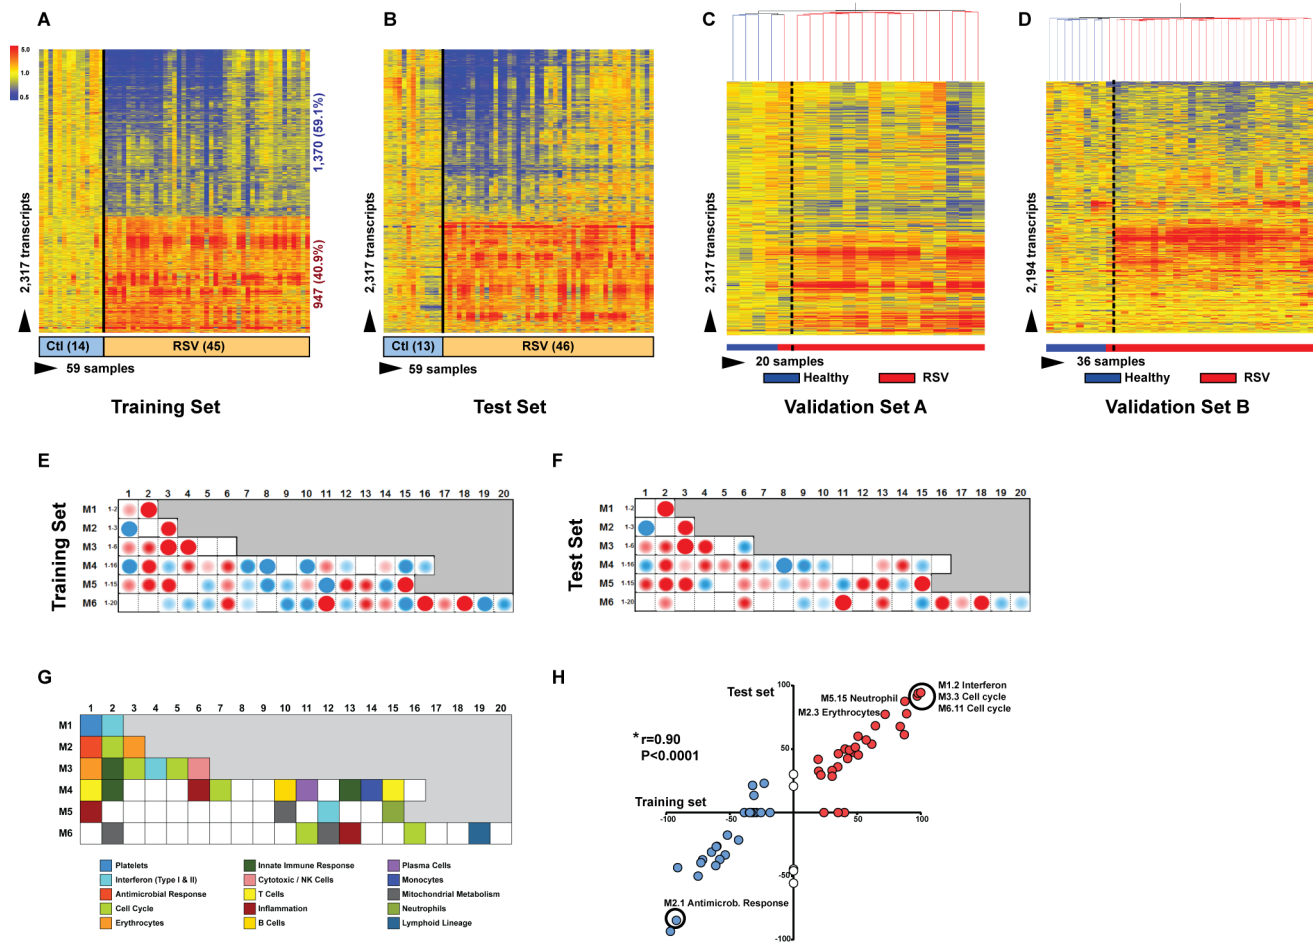 A
5.0
1.0
0.5
2,317 transcripts
1,370 (59.1%)
947 (40.9%)
Ctl (14)
RSV (45)
59 samples
Training Set
B
2,317 transcripts
Ctl (13)
RSV (46)
59 samples
Test Set
C
2,317 transcripts
20 samples
Healthy
RSV
Validation Set A
D
2,194 transcripts
36 samples
Healthy
RSV
Validation Set B
E
Training Set
1 2 3 4 5 6 7 8 9 10 11 12 13 14 15 16 17 18 19 20
M1 1-2
M2 1-3
M3 1-6
M4 1-16
M5 1-15
M6 1-20
F
Test Set
1 2 3 4 5 6 7 8 9 10 11 12 13 14 15 16 17 18 19 20
M1 1-2
M2 1-3
M3 1-6
M4 1-16
M5 1-15
M6 1-20
G
1 2 3 4 5 6 7 8 9 10 11 12 13 14 15 16 17 18 19 20
M1
M2
M3
M4
M5
M6
Platelets
Interferon (Type I & II)
Antimicrobial Response
Cell Cycle
Erythrocytes
Innate Immune Response
Cytotoxic / NK Cells
T Cells
Inflammation
B Cells
Plasma Cells
Monocytes
Mitochondrial Metabolism
Neutrophils
Lymphoid Lineage
H
Test set
100
M5.15 Neutrophil
M2.3 Erythrocytes
M1.2 Interferon
M3.3 Cell cycle
M6.11 Cell cycle
* r=0.90
P<0.0001
50
Training set
-100
-50
50
100
-50
M2.1 Antimicrob. Response
-100